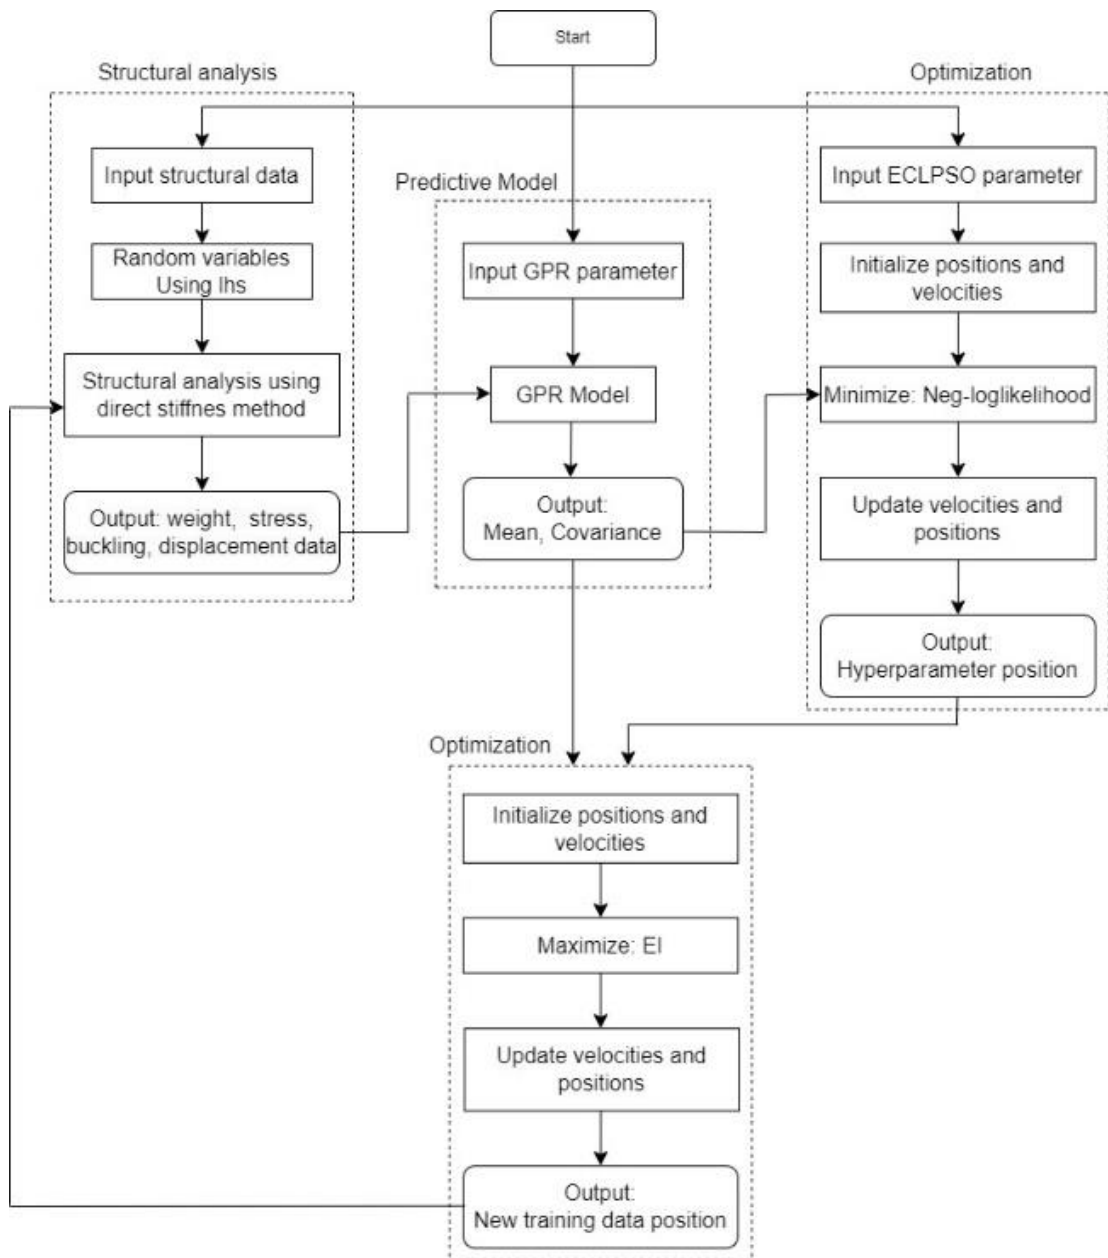 Start
Structural analysis
Input structural data
Random variables
Using lhs
Structural analysis using
direct stiffnes method
Output: weight, stress,
buckling, displacement data
Predictive Model
Input GPR parameter
GPR Model
Output:
Mean, Covariance
Optimization
Input ECLPSO parameter
Initialize positions and
velocities
Minimize: Neg-loglikelihood
Update velocities and
positions
Output:
Hyperparameter position
Optimization
Initialize positions and
velocities
Maximize: EI
Update velocities and
positions
Output:
New training data position